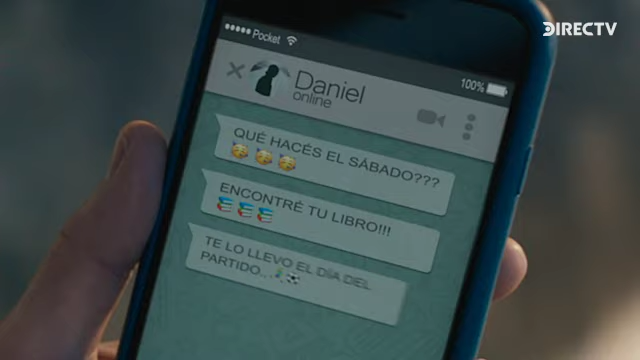 DIRECTV
Pocket
100%
Daniel
online
QUÉ HACÉS EL SÁBADO???
🥳 🥳 🥳
ENCONTRÉ TU LIBRO!!!
📚 📚 📚
TE LO LLEVO EL DÍA DEL
PARTIDO...⚽